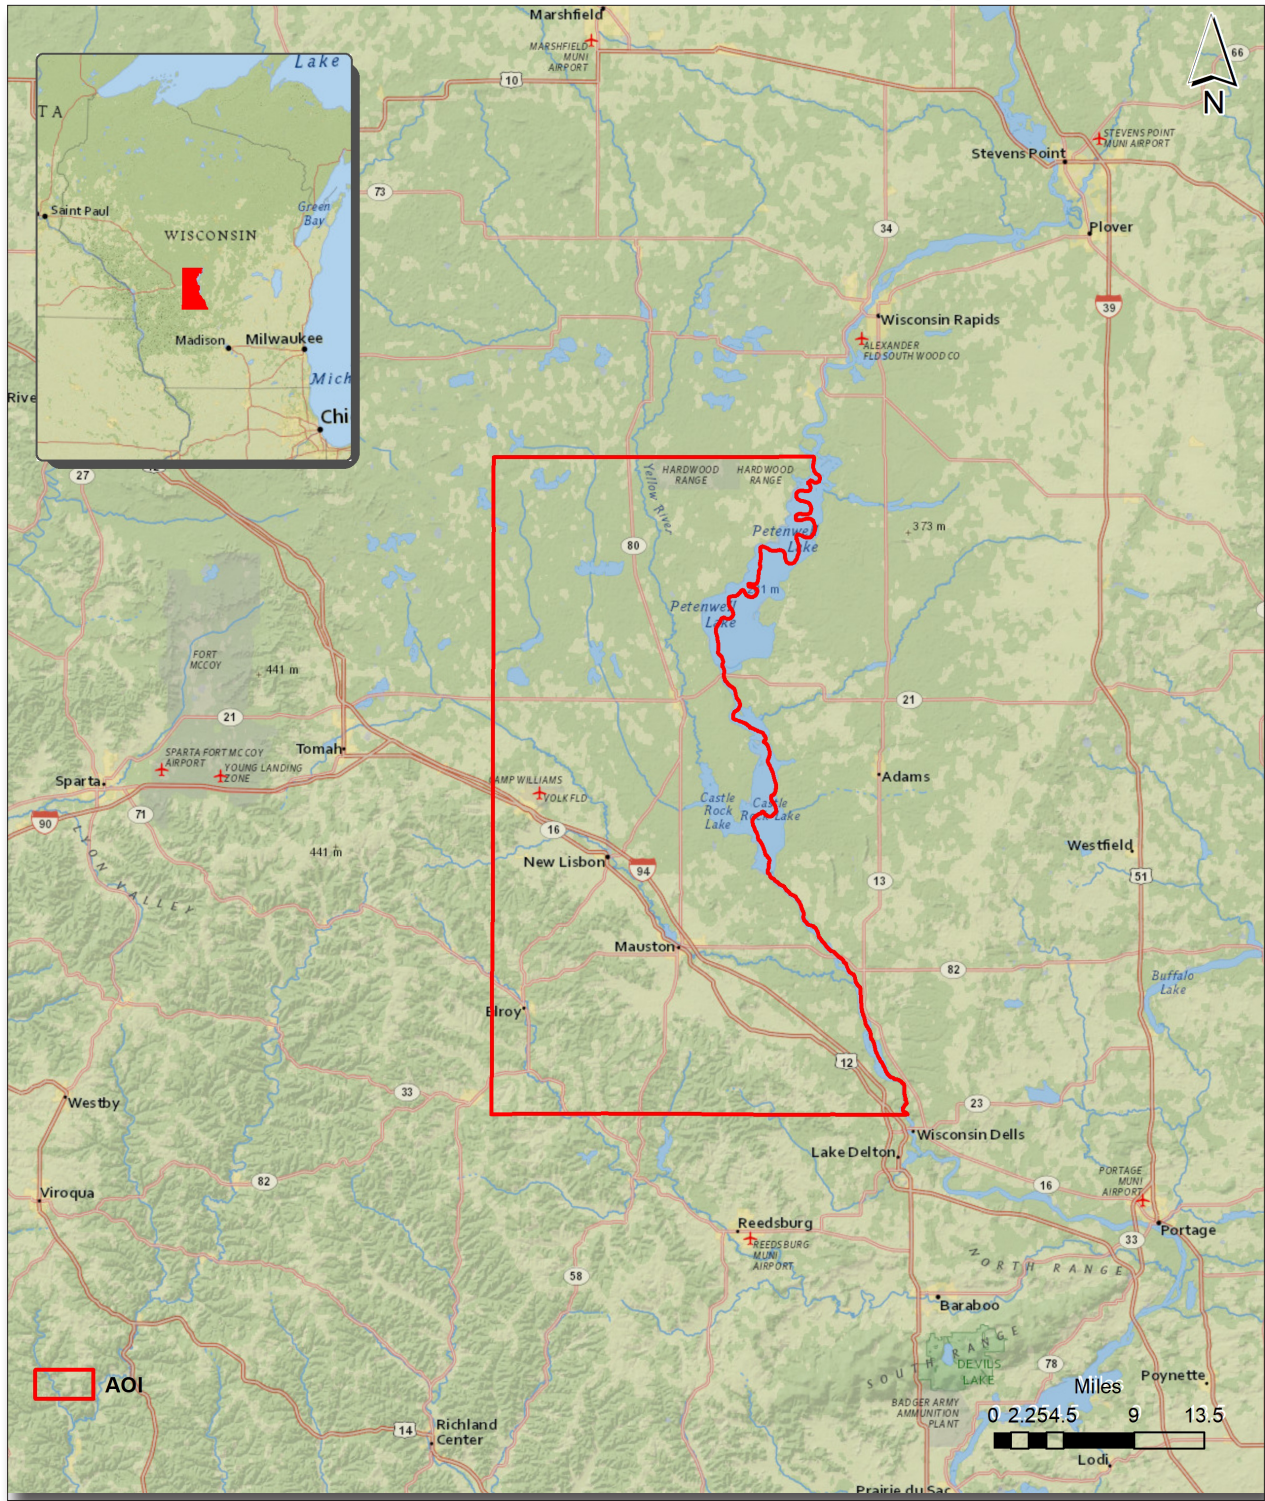 Marshfield
MARSHFIELD
MUNI
AIRPORT
10
66
N
Lake
T A
Saint Paul
Green
Bay
WISCONSIN
Madison
Milwaukee
Mich
Chi
STEVENS POINT
MUNI AIRPORT
Stevens Point
73
34
Plover
39
Wisconsin Rapids
ALEXANDER
FLD SOUTH WOOD CO
Rive
27
HARDWOOD
RANGE
HARDWOOD
RANGE
Yellow River
80
373 m
Petenwell
Lake
Petenwell
Lake
FORT
MCCOY
441 m
21
21
Tomah
SPARTA FORT MCCOY
AIRPORT
YOUNG LANDING
ZONE
Sparta
CAMP WILLIAMS
VOLK FLD
Adams
Castle
Rock
Lake
Castle
Rock Lake
71
90
16
441 m
LYON VALLEY
New Lisbon
94
Westfield
51
13
Mauston
82
Buffalo
Lake
Elroy
12
33
Westby
23
Wisconsin Dells
Lake Delton
82
Viroqua
16
PORTAGE
MUNI
AIRPORT
Portage
33
Reedsburg
REEDSBURG
MUNI
AIRPORT
NORTH RANGE
58
Baraboo
SOUTH RANGE
DEVILS
LAKE
78
Poynette
AOI
Miles
0 2.25 4.5 9 13.5
BADGER ARMY
AMMUNITION
PLANT
14
Richland
Center
Lodi
Prairie du Sac